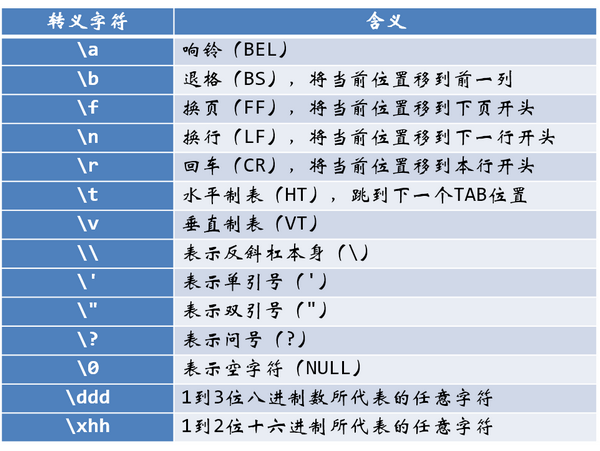 转义字符 含义
\a 响铃（BEL）
\b 退格（BS），将当前位置移到前一列
\f 换页（FF），将当前位置移到下页开头
\n 换行（LF），将当前位置移到下一行开头
\r 回车（CR），将当前位置移到本行开头
\t 水平制表（HT），跳到下一个TAB位置
\v 垂直制表（VT）
\\ 表示反斜杠本身（\）
\' 表示单引号（'）
\" 表示双引号（"）
\? 表示问号（?）
\0 表示空字符（NULL）
\ddd 1到3位八进制数所代表的任意字符
\xhh 1到2位十六进制所代表的任意字符